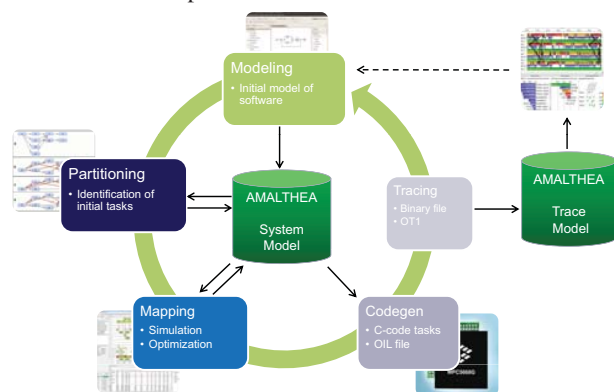 Modeling
• Initial model of
software
Partitioning
• Identification of
initial tasks
AMALTHEA
System
Model
Tracing
• Binary file
• OT1
AMALTHEA
Trace
Model
Mapping
• Simulation
• Optimization
Codegen
• C-code tasks
• OIL file